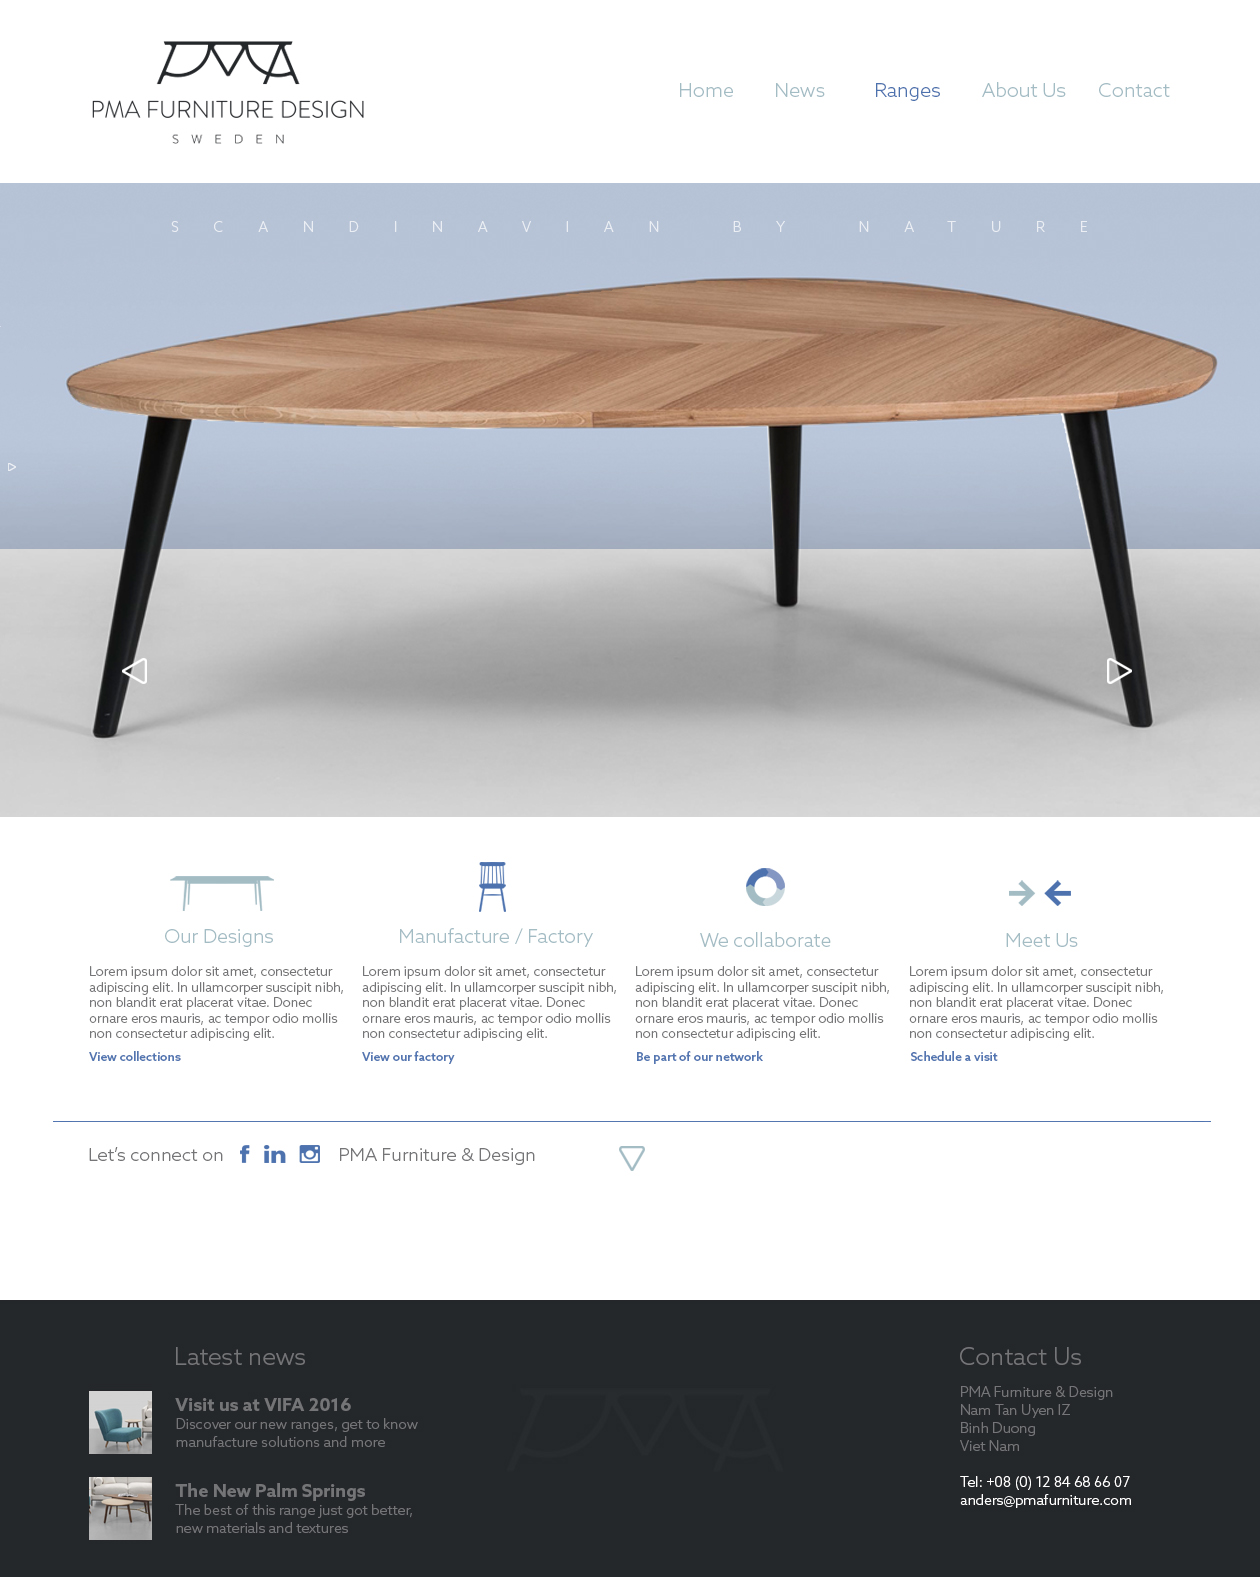 PMA
PMA FURNITURE DESIGN
SWEDEN
Home News Ranges About Us Contact
SCANDINAVIAN BY NATURE
Our Designs
Lorem ipsum dolor sit amet, consectetur
adipiscing elit. In ullamcorper suscipit nibh,
non blandit erat placerat vitae. Donec
ornare eros mauris, ac tempor odio mollis
non consectetur adipiscing elit.
View collections
Manufacture / Factory
Lorem ipsum dolor sit amet, consectetur
adipiscing elit. In ullamcorper suscipit nibh,
non blandit erat placerat vitae. Donec
ornare eros mauris, ac tempor odio mollis
non consectetur adipiscing elit.
View our factory
We collaborate
Lorem ipsum dolor sit amet, consectetur
adipiscing elit. In ullamcorper suscipit nibh,
non blandit erat placerat vitae. Donec
ornare eros mauris, ac tempor odio mollis
non consectetur adipiscing elit.
Be part of our network
Meet Us
Lorem ipsum dolor sit amet, consectetur
adipiscing elit. In ullamcorper suscipit nibh,
non blandit erat placerat vitae. Donec
ornare eros mauris, ac tempor odio mollis
non consectetur adipiscing elit.
Schedule a visit
Let's connect on f in PMA Furniture & Design
Latest news
Visit us at VIFA 2016
Discover our new ranges, get to know
manufacture solutions and more
The New Palm Springs
The best of this range just got better,
new materials and textures
PMA
Contact Us
PMA Furniture & Design
Nam Tan Uyen IZ
Binh Duong
Viet Nam
Tel: +08 (0) 12 84 68 66 07
anders@pmafurniture.com